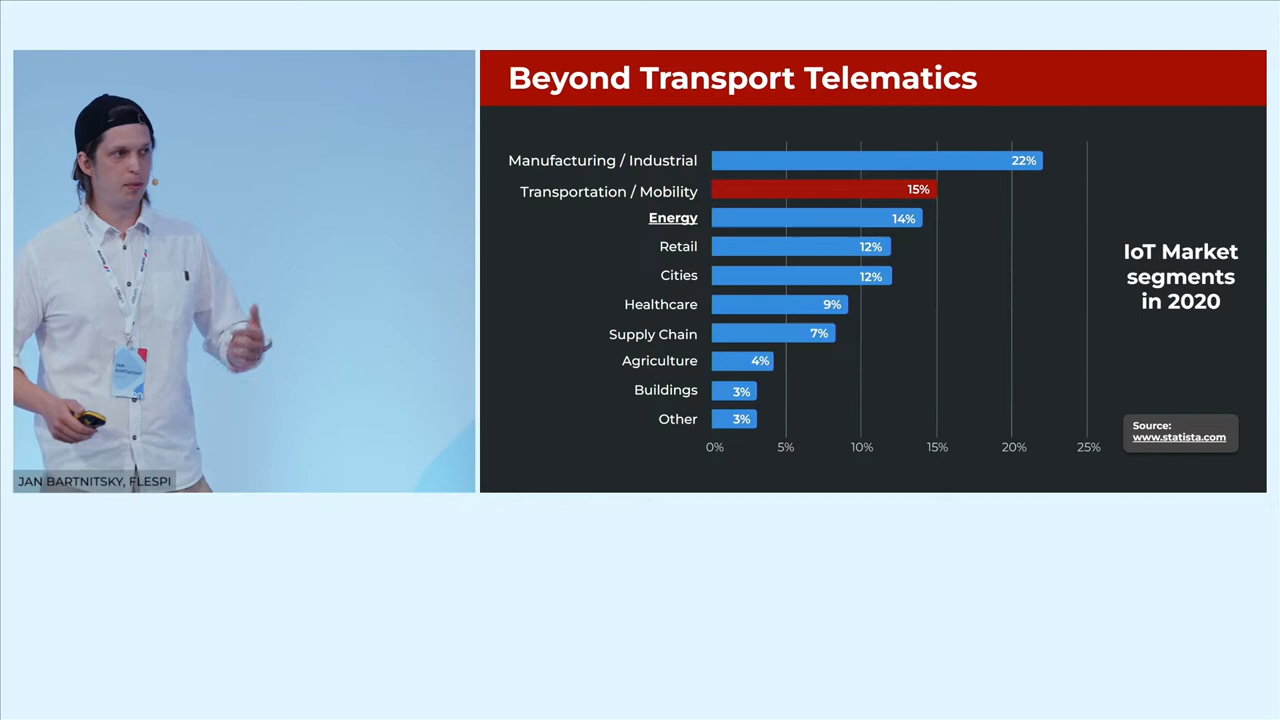 Beyond Transport Telematics
Manufacturing / Industrial
22%
Transportation / Mobility
15%
Energy
14%
Retail
12%
Cities
12%
Healthcare
9%
Supply Chain
7%
Agriculture
4%
Buildings
3%
Other
3%
0%
5%
10%
15%
20%
25%
IoT Market
segments
in 2020
Source:
www.statista.com
JAN
BARTNITSKY
JAN BARTNITSKY, FLESPI